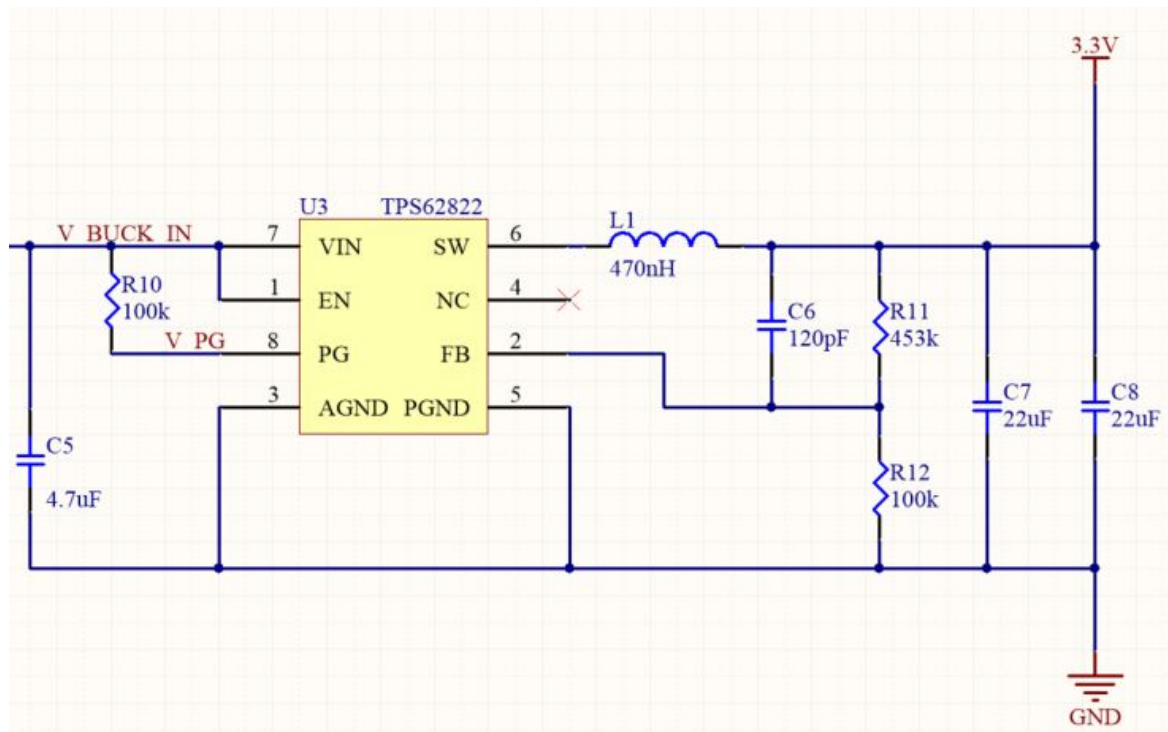 3.3V
U3 TPS62822
V_BUCK_IN 7 VIN SW 6 L1
470nH
R10
100k
1 EN NC 4
C6
120pF
R11
453k
V_PG 8 PG FB 2
3 AGND PGND 5
C7
22uF
C8
22uF
C5
4.7uF
R12
100k
GND